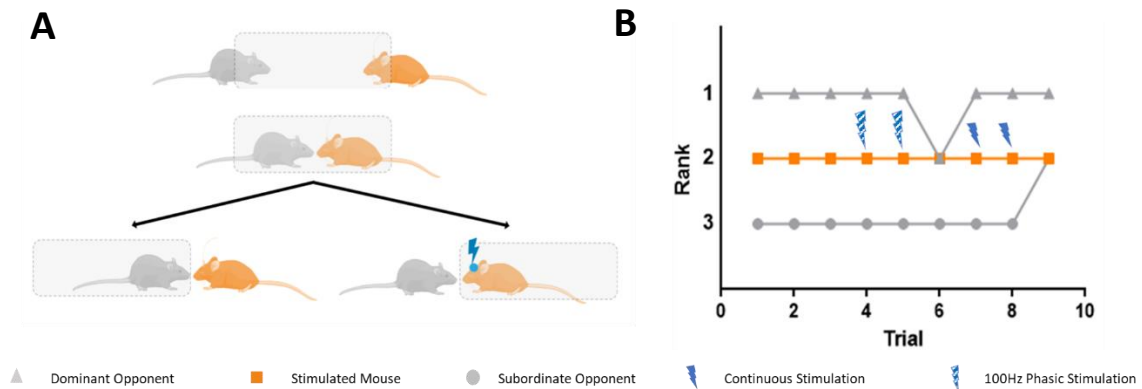 A
B
Rank
1
2
3
0 2 4 6 8 10
Trial
Dominant Opponent Stimulated Mouse Subordinate Opponent Continuous Stimulation 100Hz Phasic Stimulation